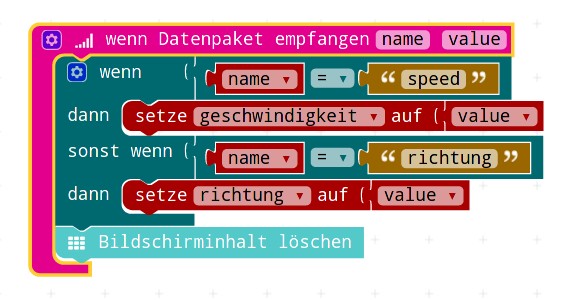 wenn Datenpaket empfangen name value
wenn name = “ speed ”
dann setze geschwindigkeit auf value
sonst wenn name = “ richtung ”
dann setze richtung auf value
Bildschirminhalt löschen